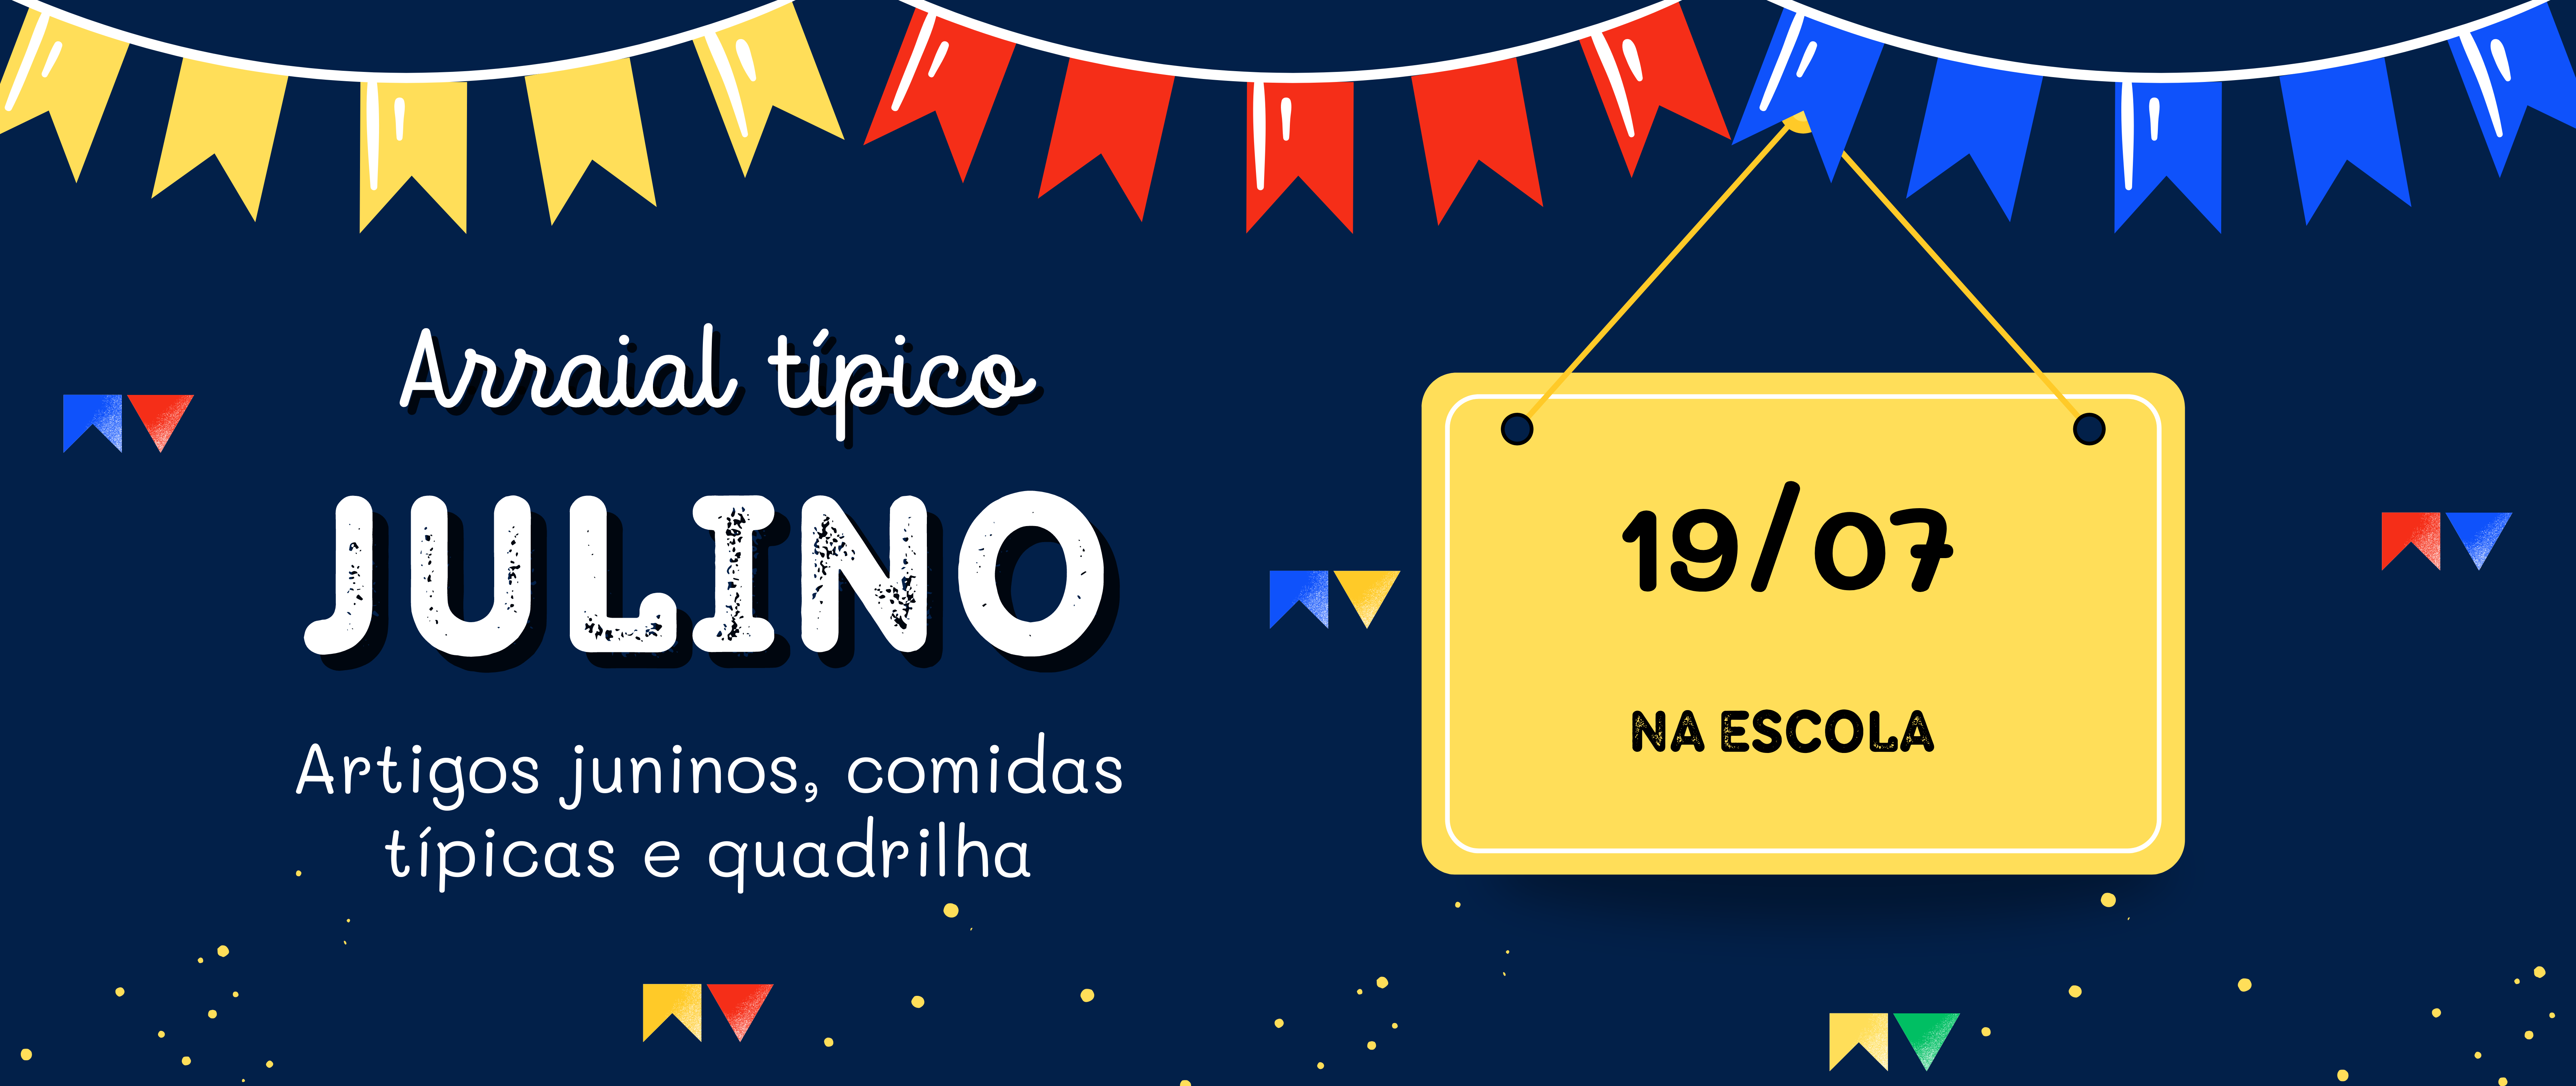 Arraial típico
JULINO
Artigos juninos, comidas
típicas e quadrilha
19/07
NA ESCOLA